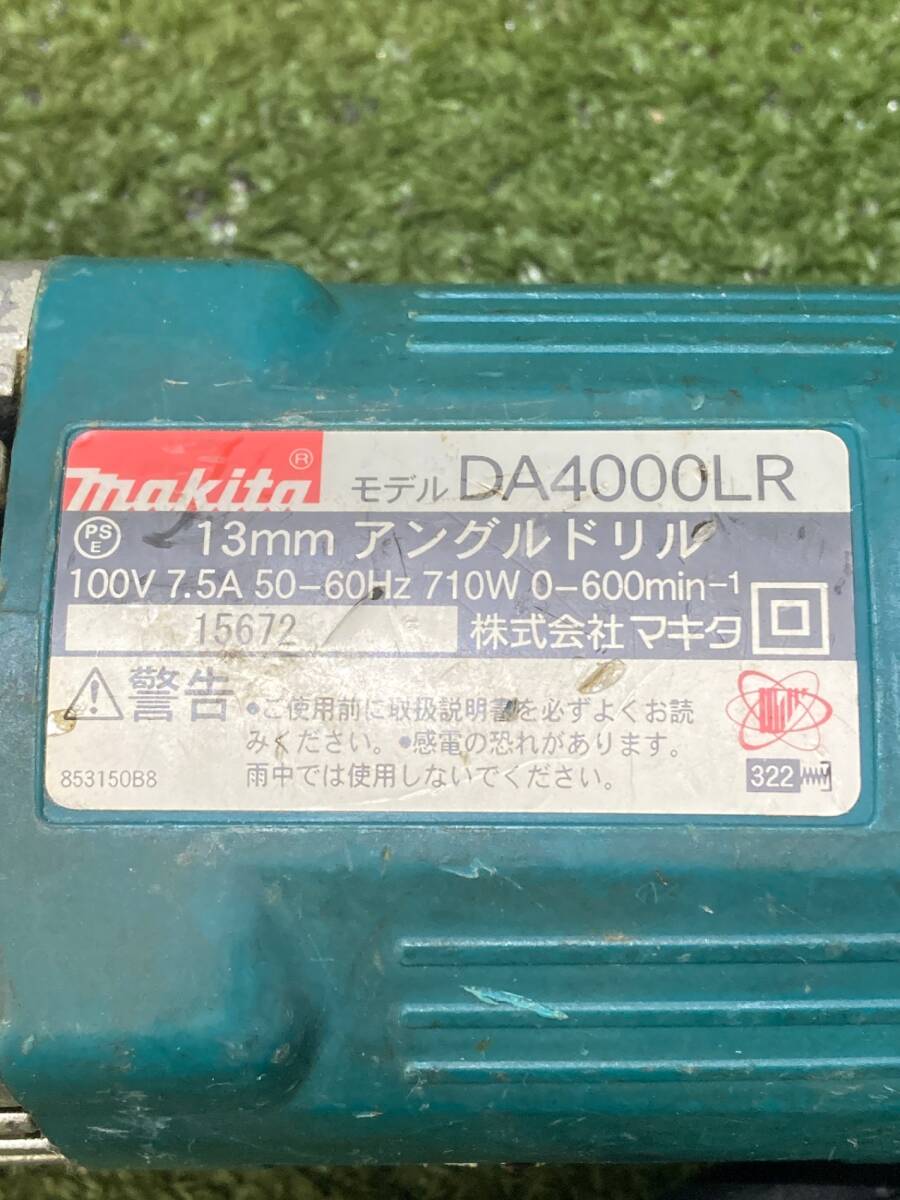 makita®
モデル DA4000LR
PS
E
13mm アングルドリル
100V 7.5A 50-60Hz 710W 0-600min-1
15672
株式会社マキタ
警告
•ご使用前に取扱説明書を必ずよくお読
みください。•感電の恐れがあります。
雨中では使用しないでください。
853150B8
322